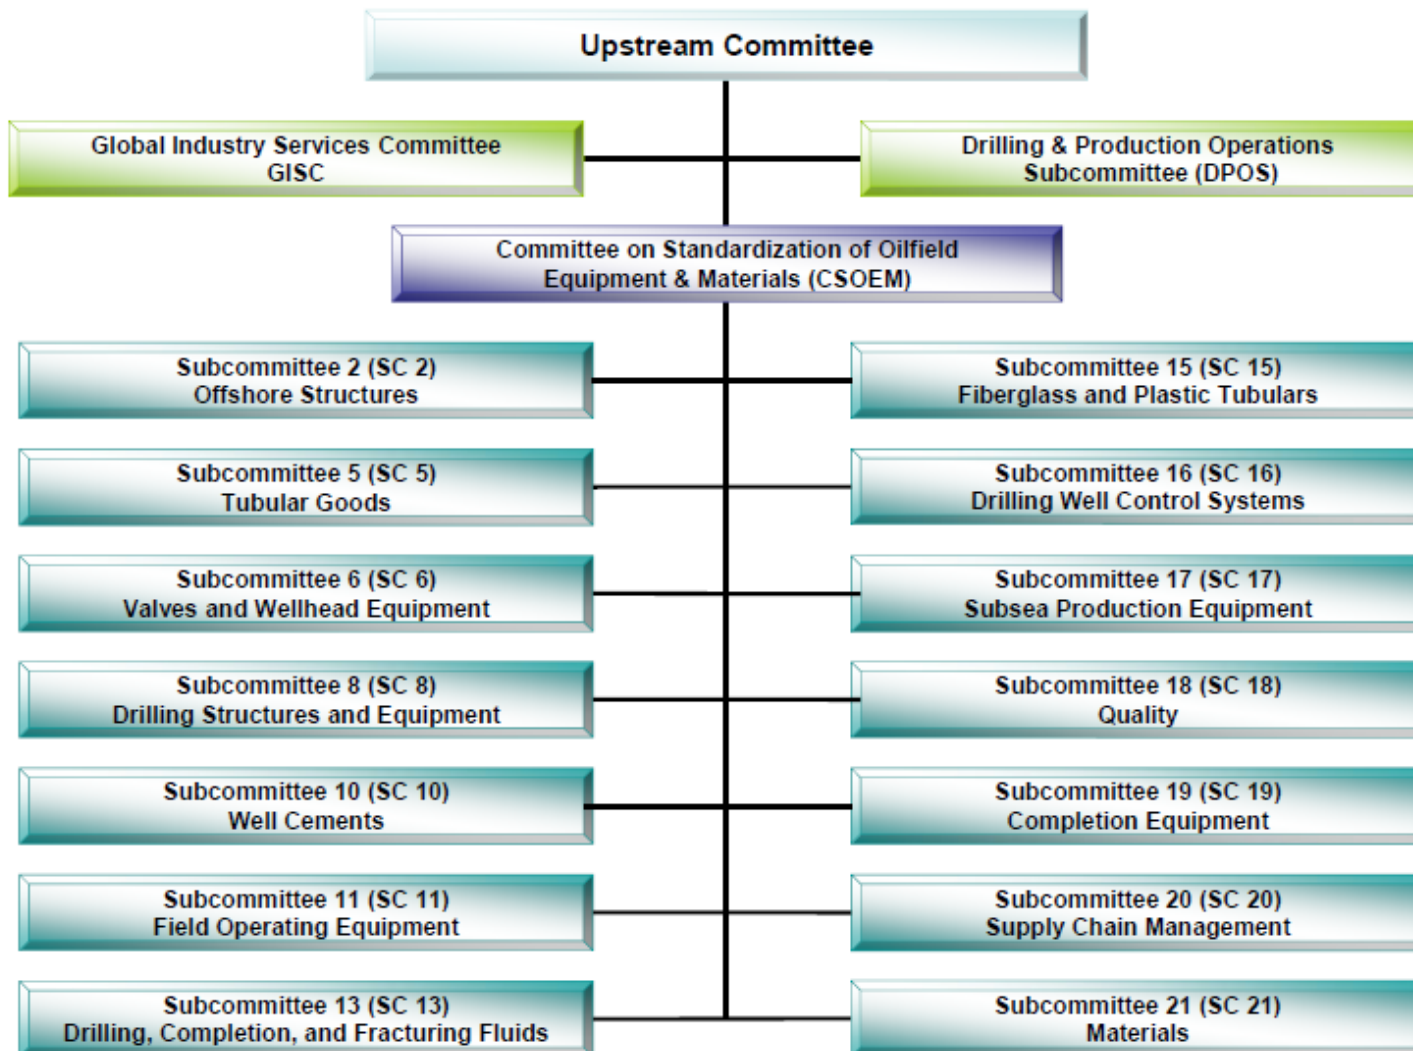 Upstream Committee
Global Industry Services Committee
GISC
Drilling & Production Operations
Subcommittee (DPOS)
Committee on Standardization of Oilfield
Equipment & Materials (CSOEM)
Subcommittee 2 (SC 2)
Offshore Structures
Subcommittee 15 (SC 15)
Fiberglass and Plastic Tubulars
Subcommittee 5 (SC 5)
Tubular Goods
Subcommittee 16 (SC 16)
Drilling Well Control Systems
Subcommittee 6 (SC 6)
Valves and Wellhead Equipment
Subcommittee 17 (SC 17)
Subsea Production Equipment
Subcommittee 8 (SC 8)
Drilling Structures and Equipment
Subcommittee 18 (SC 18)
Quality
Subcommittee 10 (SC 10)
Well Cements
Subcommittee 19 (SC 19)
Completion Equipment
Subcommittee 11 (SC 11)
Field Operating Equipment
Subcommittee 20 (SC 20)
Supply Chain Management
Subcommittee 13 (SC 13)
Drilling, Completion, and Fracturing Fluids
Subcommittee 21 (SC 21)
Materials